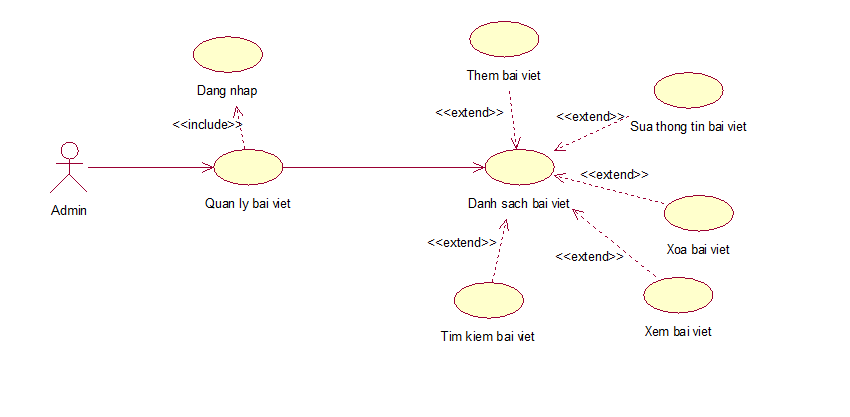 Them bai viet
Dang nhap
<<extend>>
<<extend>>
Sua thong tin bai viet
<<include>>
<<extend>>
Admin
Quan ly bai viet
Danh sach bai viet
<<extend>>
Xoa bai viet
<<extend>>
Tim kiem bai viet
Xem bai viet